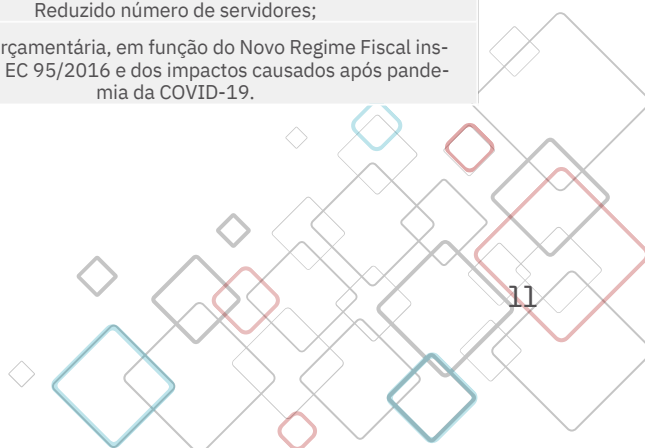 Reduzido número de servidores;
rçamentária, em função do Novo Regime Fiscal ins-
EC 95/2016 e dos impactos causados após pande-
mia da COVID-19.
11